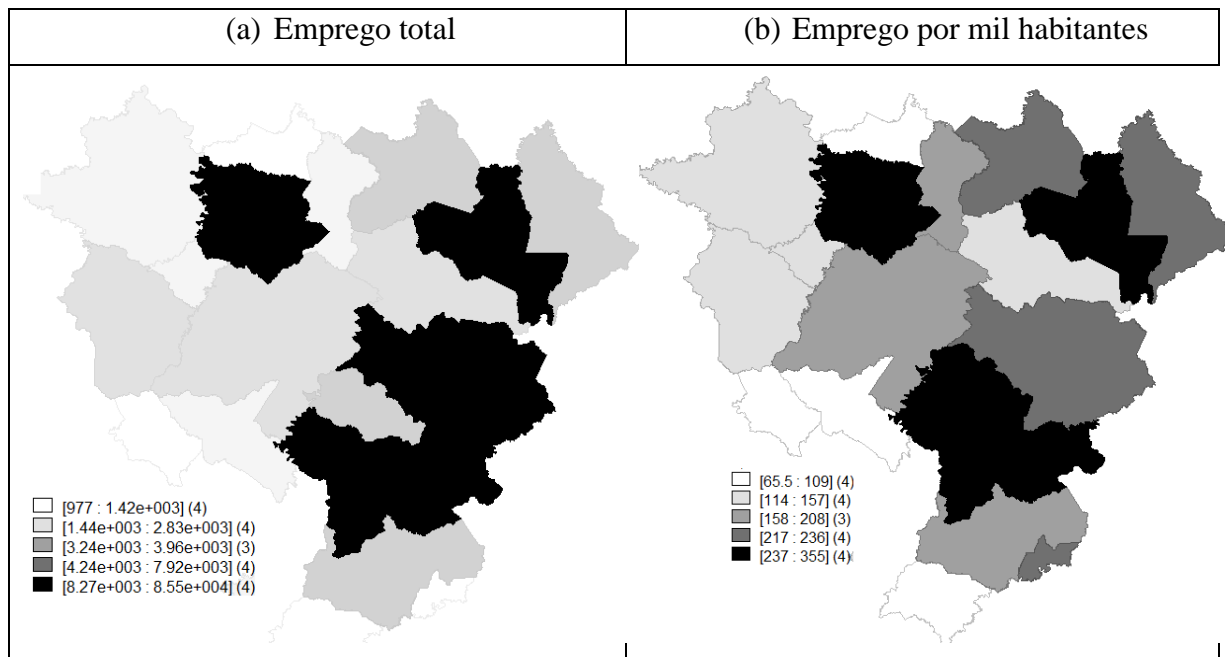 (a) Emprego total
(b) Emprego por mil habitantes
[977 : 1.42e+003] (4)
[1.44e+003 : 2.83e+003] (4)
[3.24e+003 : 3.96e+003] (3)
[4.24e+003 : 7.92e+003] (4)
[8.27e+003 : 8.55e+004] (4)
[65.5 : 109] (4)
[114 : 157] (4)
[158 : 208] (3)
[217 : 236] (4)
[237 : 355] (4)